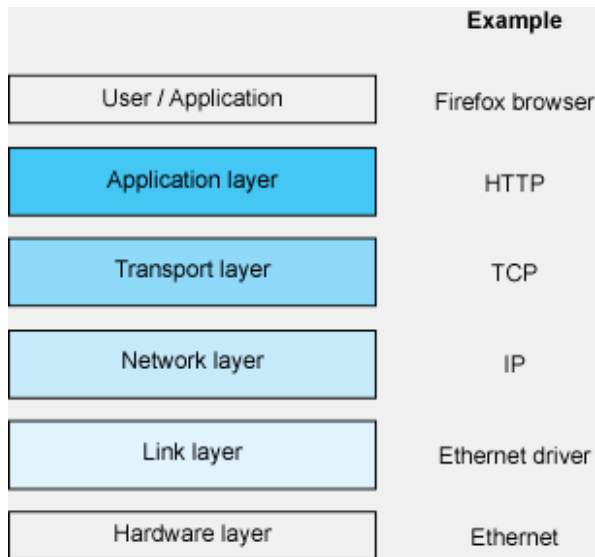 Example
User / Application Firefox browser
Application layer HTTP
Transport layer TCP
Network layer IP
Link layer Ethernet driver
Hardware layer Ethernet